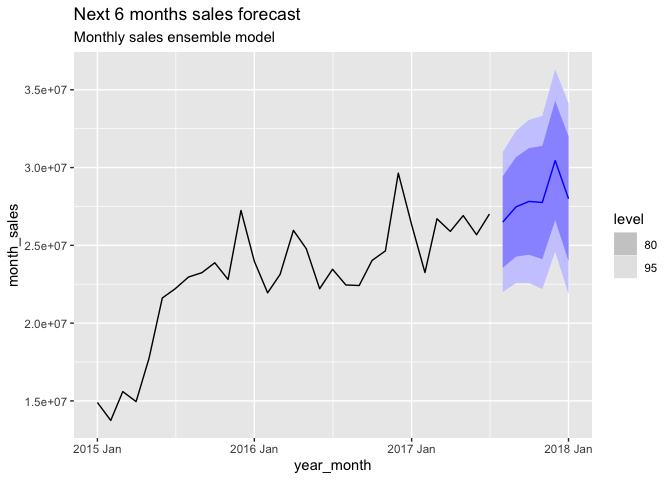 Next 6 months sales forecast
Monthly sales ensemble model
3.5e+07
3.0e+07
2.5e+07
2.0e+07
1.5e+07
month_sales
2015 Jan
2016 Jan
2017 Jan
2018 Jan
year_month
level
80
95